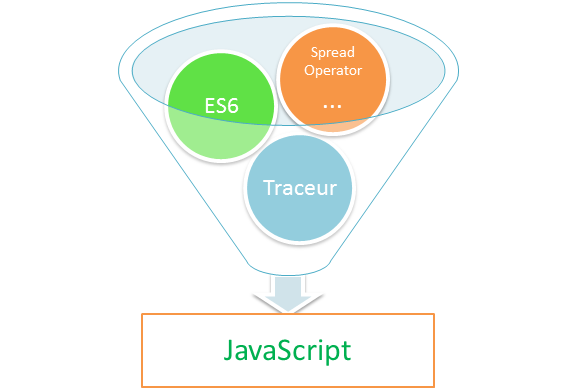 Spread
Operator
...
ES6
Traceur
JavaScript